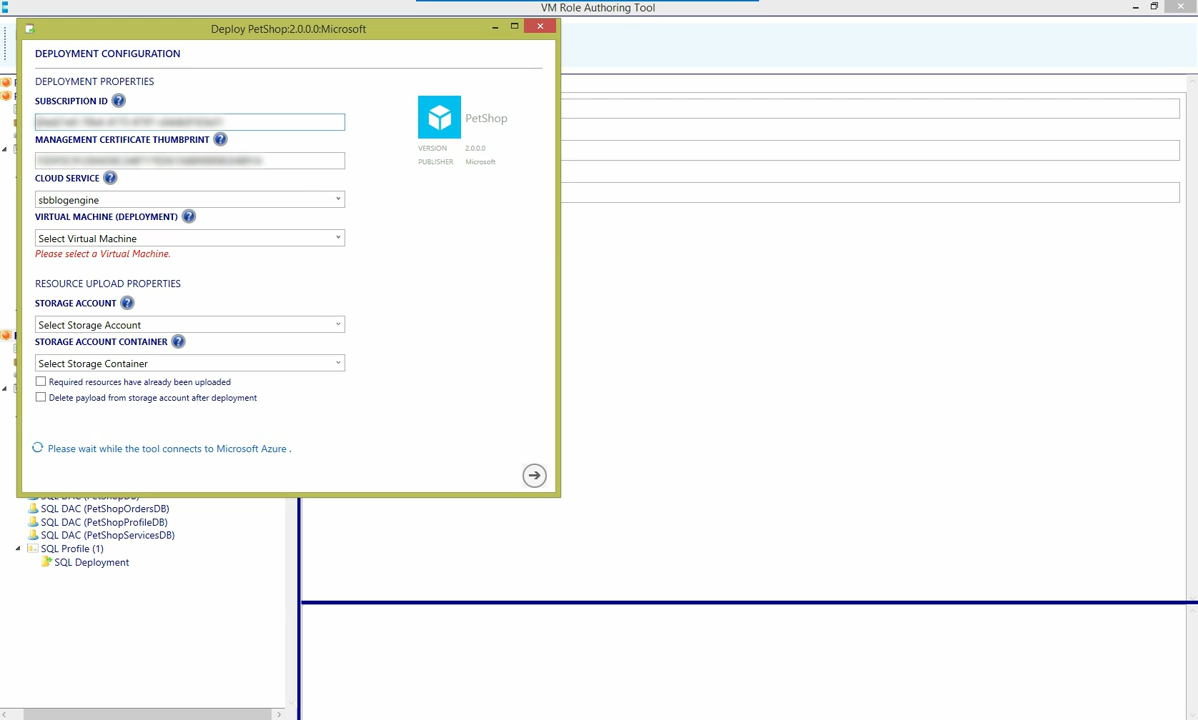 VM Role Authoring Tool
Deploy PetShop:2.0.0.0:Microsoft
DEPLOYMENT CONFIGURATION
DEPLOYMENT PROPERTIES
SUBSCRIPTION ID ?
MANAGEMENT CERTIFICATE THUMBPRINT ?
CLOUD SERVICE ?
sbblogengine
VIRTUAL MACHINE (DEPLOYMENT) ?
Select Virtual Machine
Please select a Virtual Machine.
RESOURCE UPLOAD PROPERTIES
STORAGE ACCOUNT ?
Select Storage Account
STORAGE ACCOUNT CONTAINER ?
Select Storage Container
Required resources have already been uploaded
Delete payload from storage account after deployment
Please wait while the tool connects to Microsoft Azure .
PetShop
VERSION 2.0.0.0
PUBLISHER Microsoft
SQL DAC (PetShopDB)
SQL DAC (PetShopOrdersDB)
SQL DAC (PetShopProfileDB)
SQL DAC (PetShopServicesDB)
SQL Profile (1)
SQL Deployment